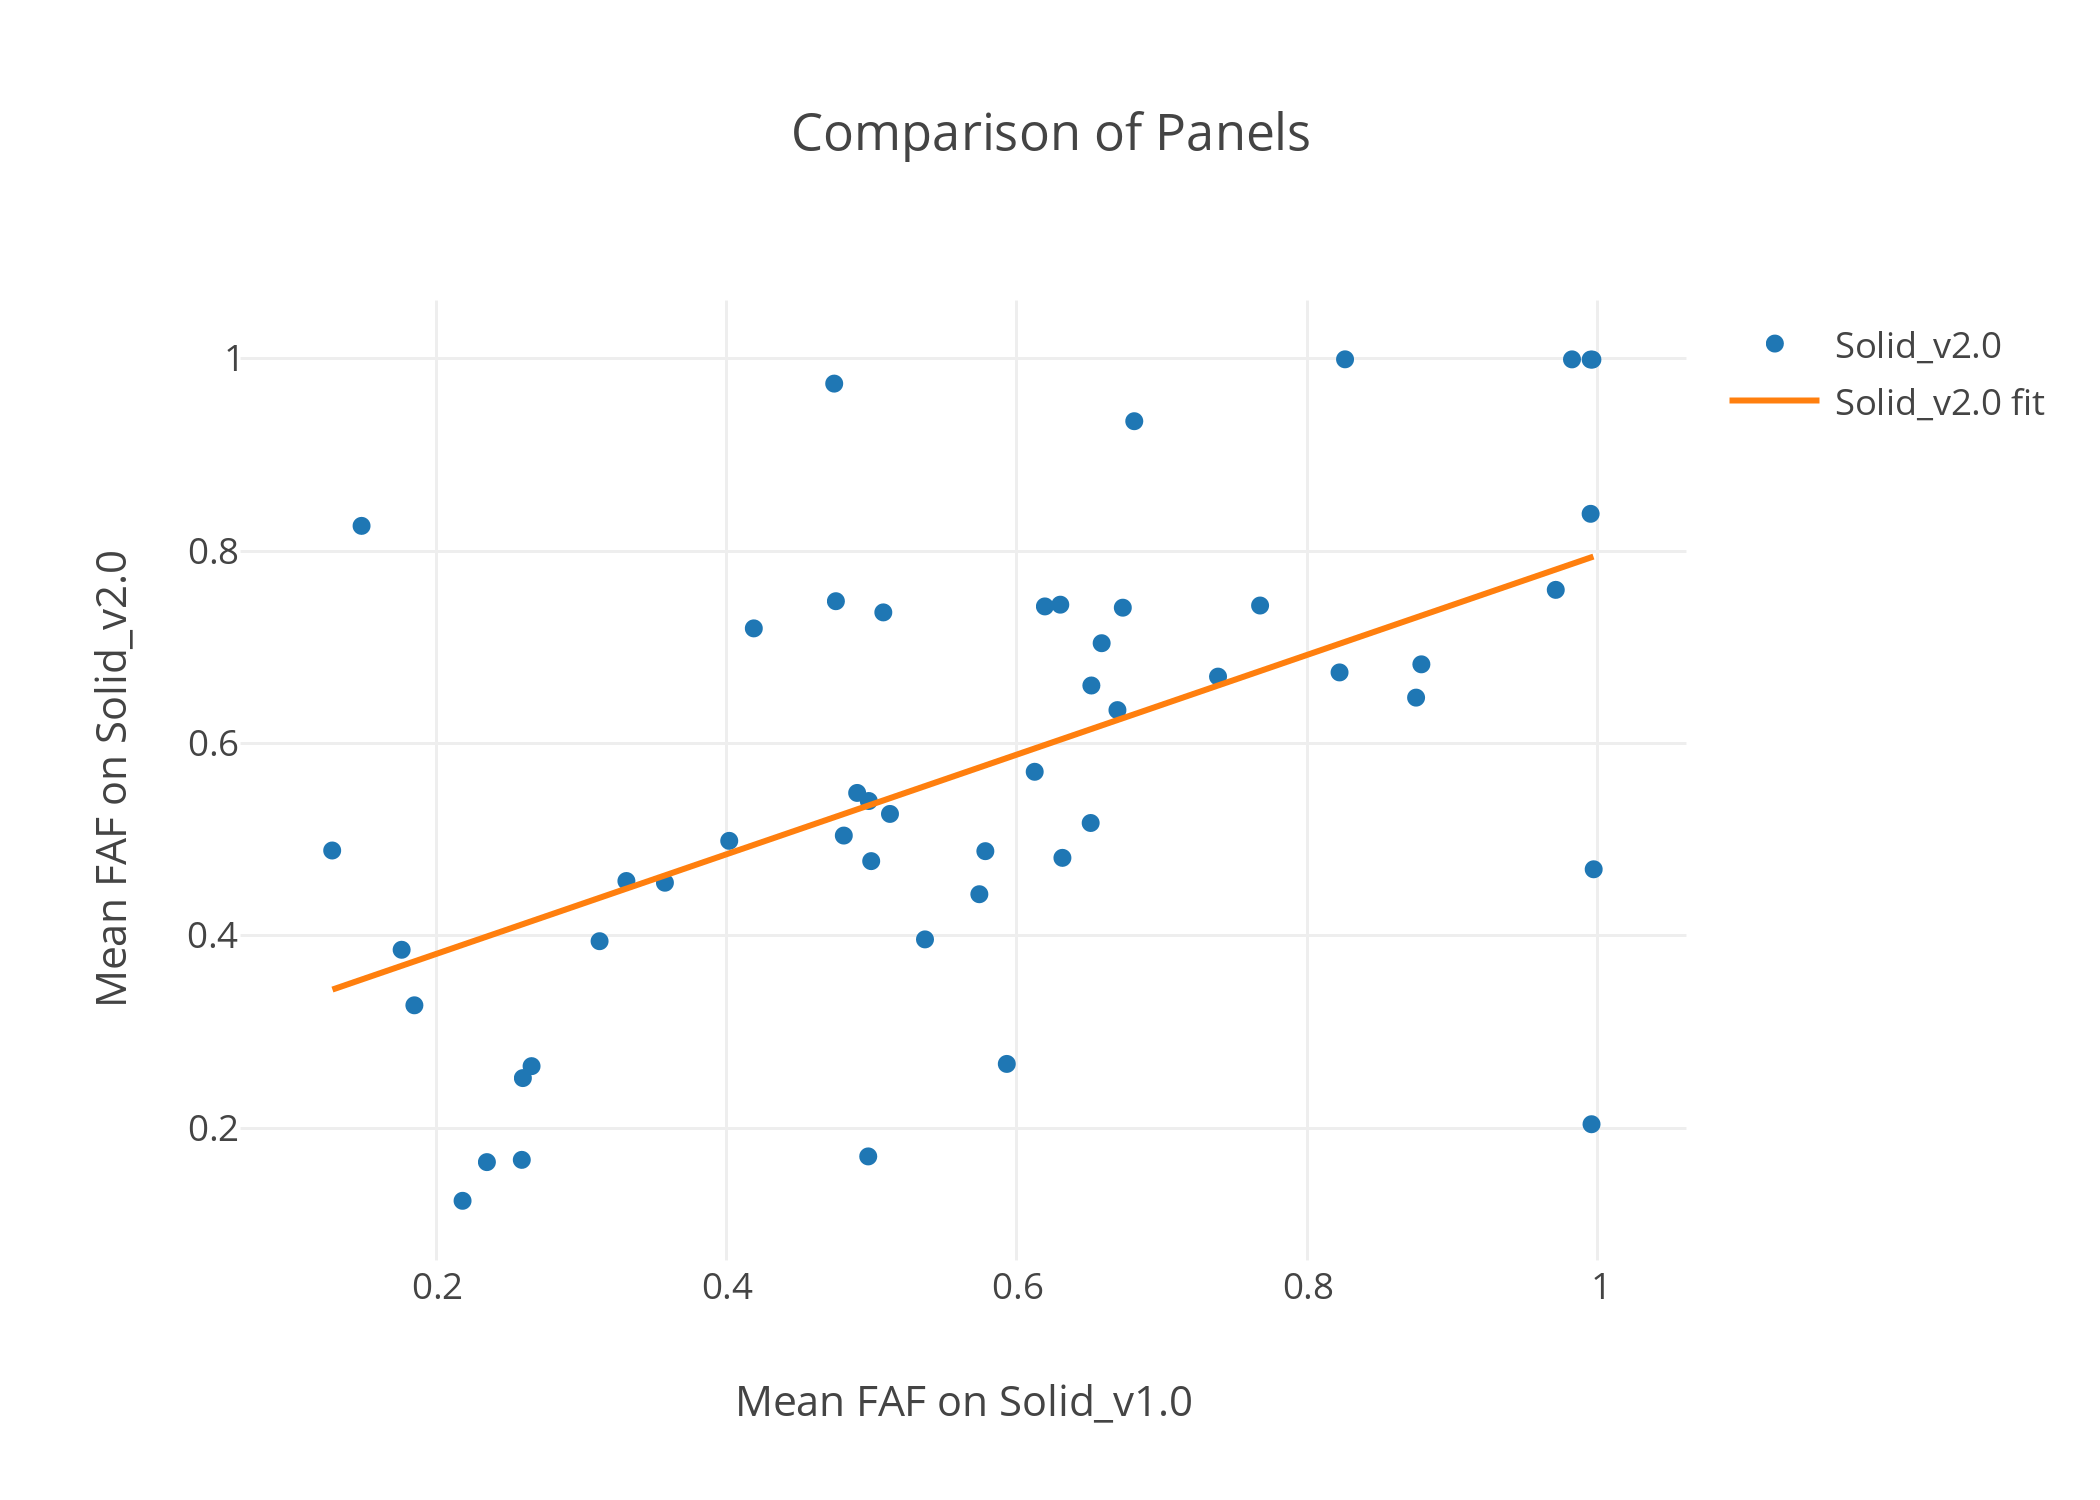 Comparison of Panels
Solid_v2.0
Solid_v2.0 fit
Mean FAF on Solid_v2.0
1
0.8
0.6
0.4
0.2
0.2
0.4
0.6
0.8
1
Mean FAF on Solid_v1.0